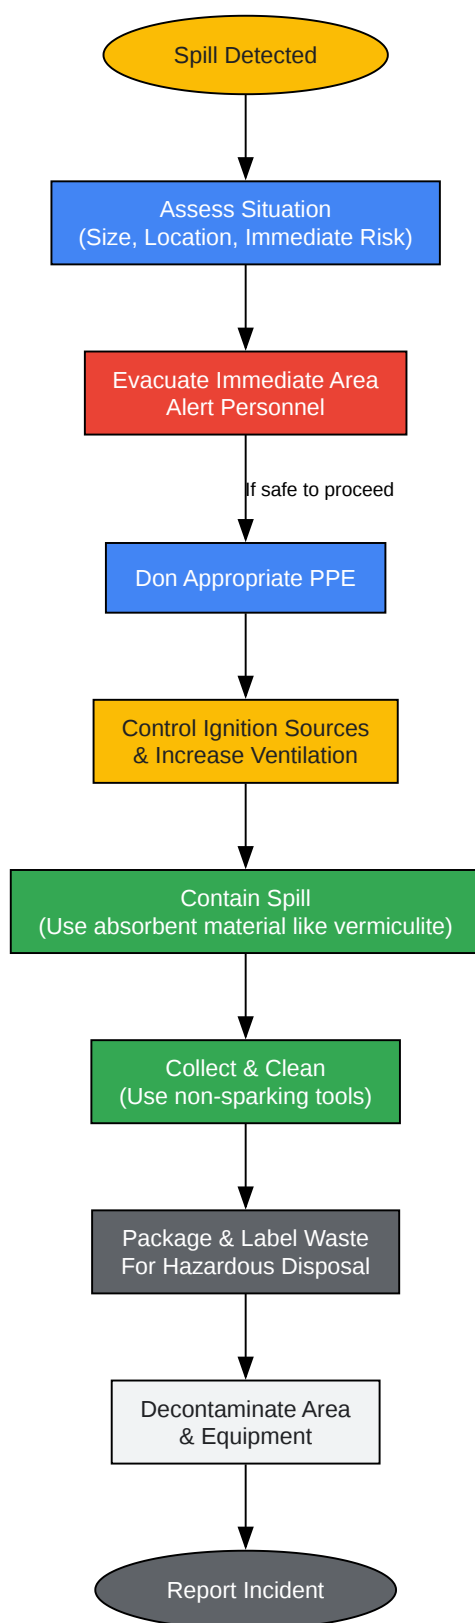 Spill Detected
Assess Situation
(Size, Location, Immediate Risk)
Evacuate Immediate Area
Alert Personnel
If safe to proceed
Don Appropriate PPE
Control Ignition Sources
& Increase Ventilation
Contain Spill
(Use absorbent material like vermiculite)
Collect & Clean
(Use non-sparking tools)
Package & Label Waste
For Hazardous Disposal
Decontaminate Area
& Equipment
Report Incident